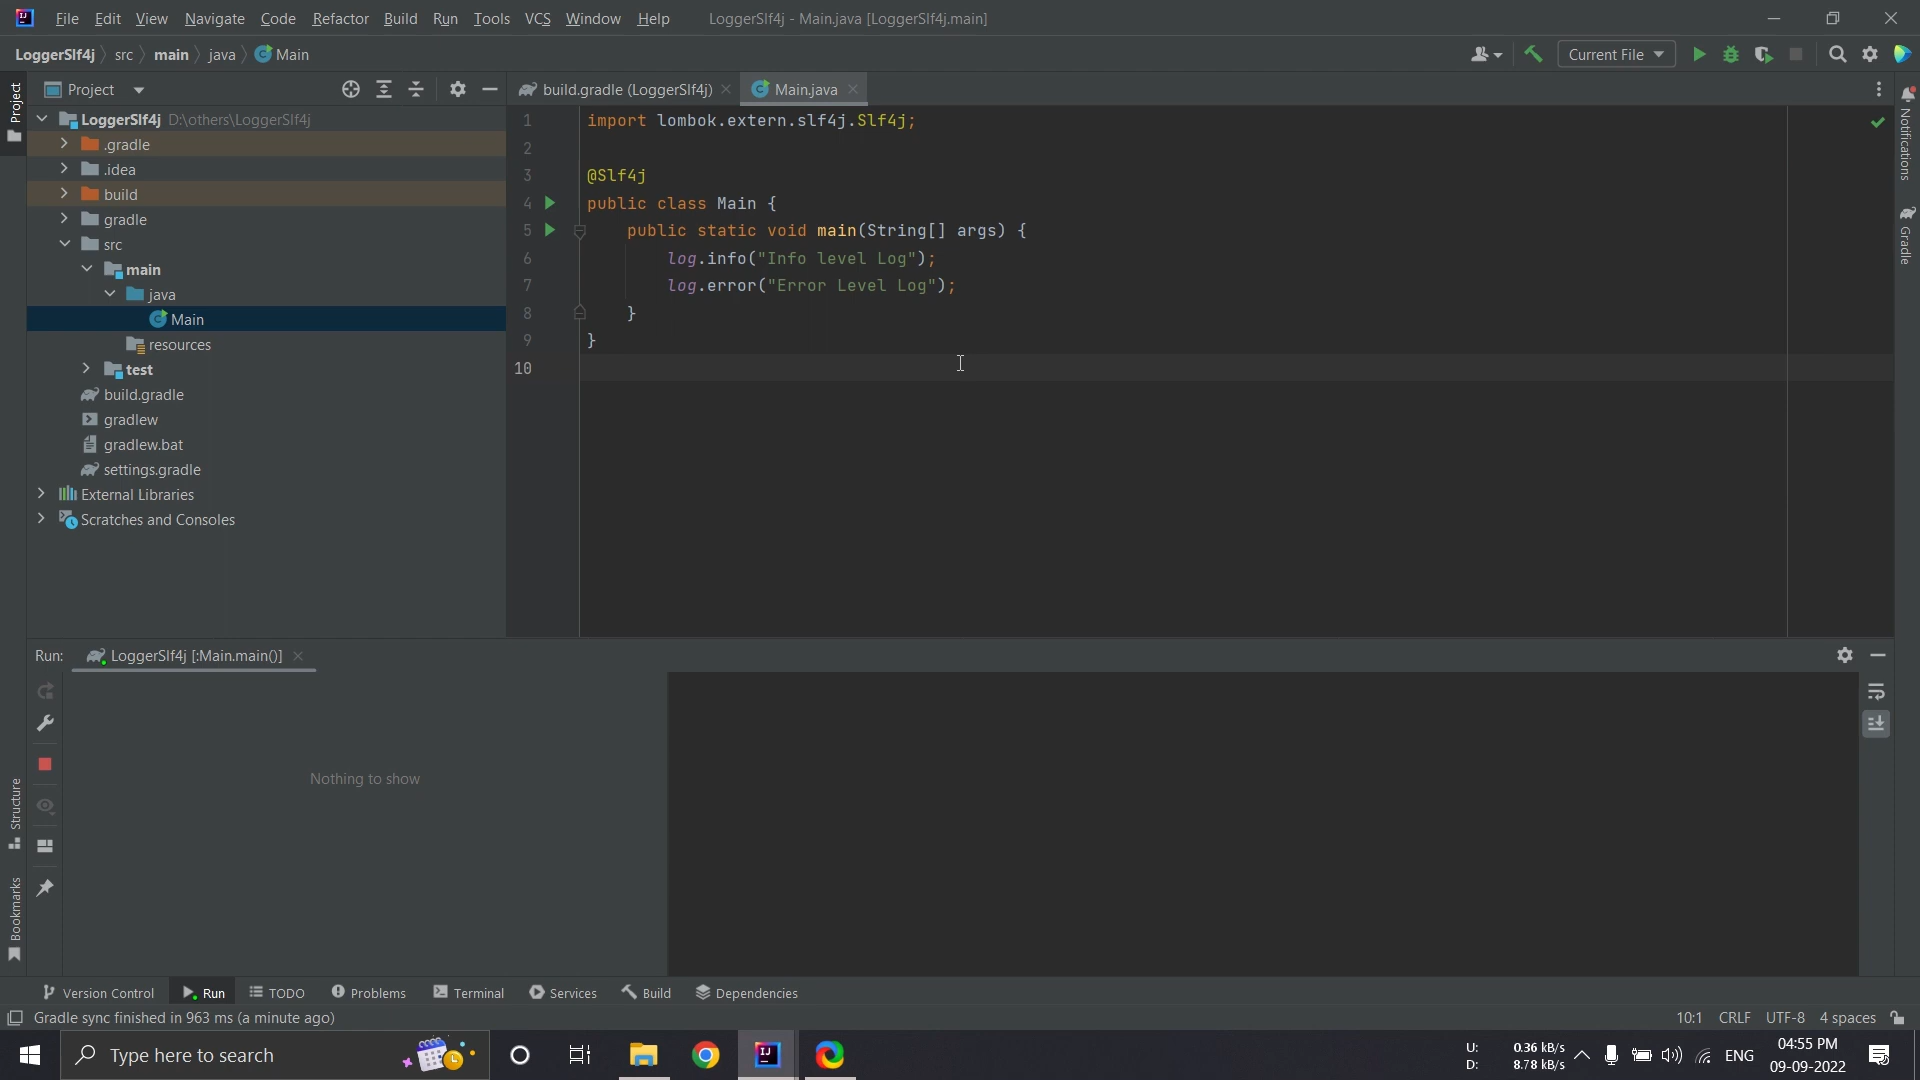 File Edit View Navigate Code Refactor Build Run Tools VCS Window Help LoggerSlf4j - Main.java [LoggerSlf4j.main]
LoggerSlf4j src main java Main Current File
Project build.gradle (LoggerSlf4j) Main.java
Project
Notifications
Gradle
LoggerSlf4j D:\others\LoggerSlf4j
.gradle
.idea
build
gradle
src
main
java
Main
resources
test
build.gradle
gradlew
gradlew.bat
settings.gradle
External Libraries
Scratches and Consoles
1 import lombok.extern.slf4j.Slf4j;
2
3 @Slf4j
4 public class Main {
5 public static void main(String[] args) {
6 log.info("Info level Log");
7 log.error("Error Level Log");
8 }
9 }
10
Run: LoggerSlf4j [:Main.main()]
Nothing to show
Structure
Bookmarks
Version Control Run TODO Problems Terminal Services Build Dependencies
Gradle sync finished in 963 ms (a minute ago) 10:1 CRLF UTF-8 4 spaces
Type here to search
U: 0.36 kB/s
D: 8.78 kB/s
ENG
04:55 PM
09-09-2022